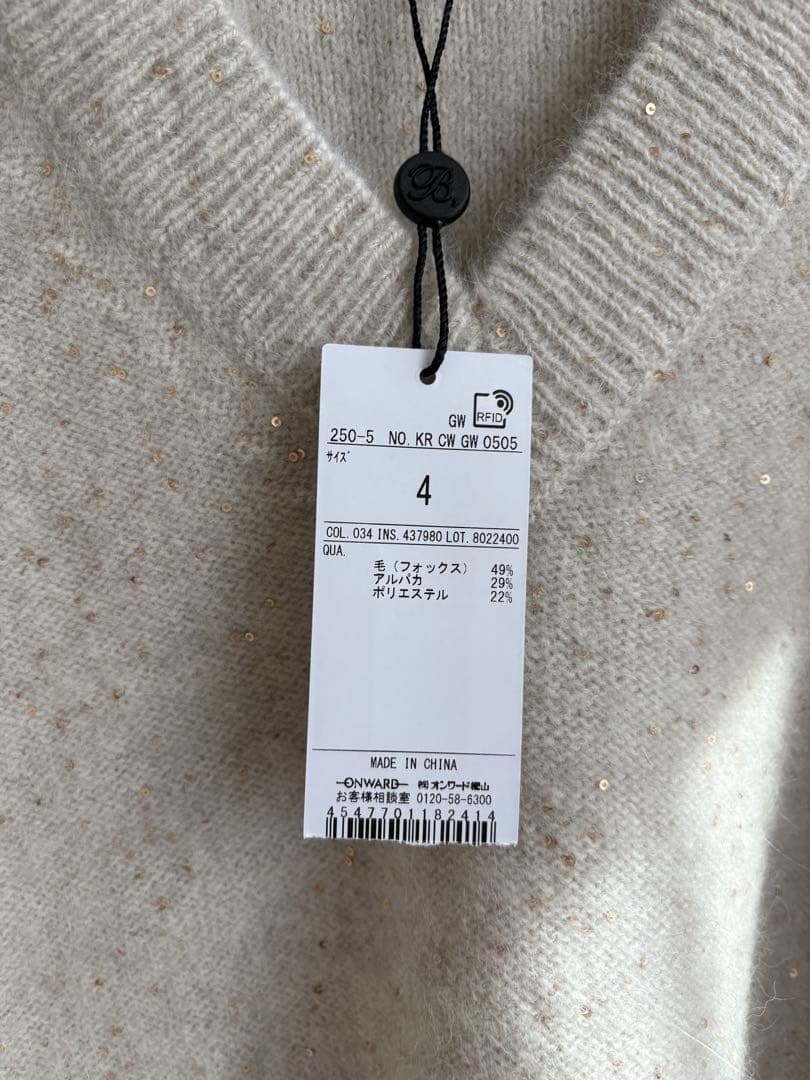 B.
GW RFID
250-5 NO. KR CW GW 0505
サイズ
4
COL. 034 INS. 437980 LOT. 8022400
QUA.
毛（フォックス） 49%
アルパカ 29%
ポリエステル 22%
MADE IN CHINA
ONWARD ㈱オンワード樫山
お客様相談室 0120-58-6300
4547701182414